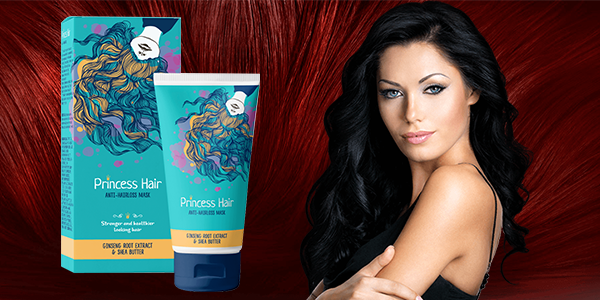 Princess Hair
ANTI-HAIRLOSS MASK
Stronger and healthier
looking hair
GINSENG ROOT EXTRACT
& SHEA BUTTER
Princess Hair
ANTI-HAIRLOSS MASK
GINSENG ROOT EXTRACT
& SHEA BUTTER